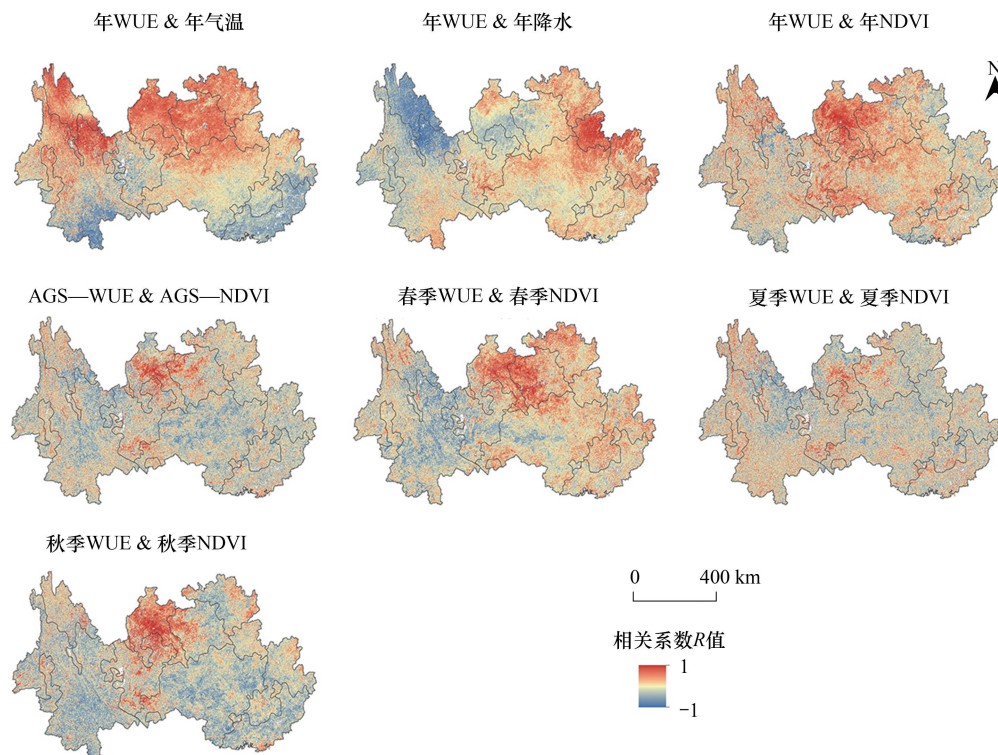 年WUE & 年气温
年WUE & 年降水
年WUE & 年NDVI
N
AGS—WUE & AGS—NDVI
春季WUE & 春季NDVI
夏季WUE & 夏季NDVI
秋季WUE & 秋季NDVI
0 400 km
相关系数R值
1
−1